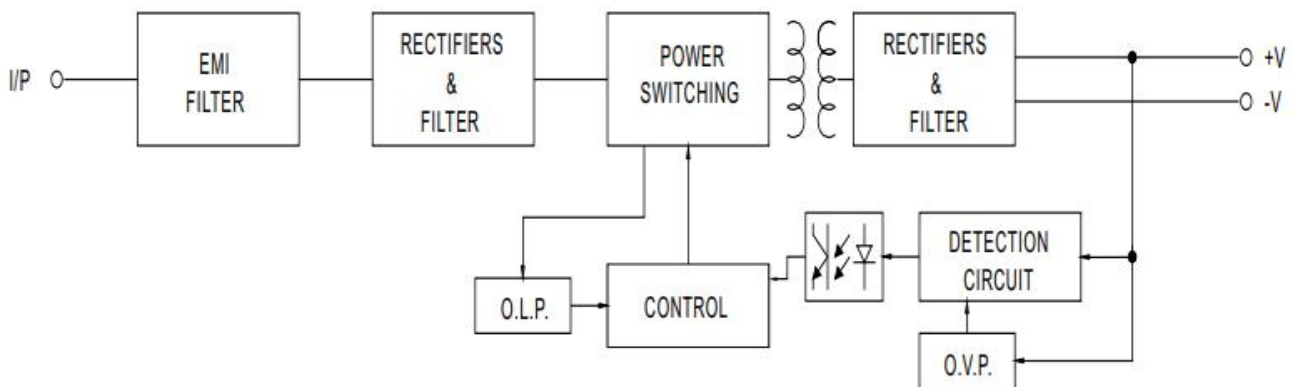 I/P
EMI
FILTER
RECTIFIERS
&
FILTER
POWER
SWITCHING
RECTIFIERS
&
FILTER
+V
-V
O.L.P.
CONTROL
DETECTION
CIRCUIT
O.V.P.